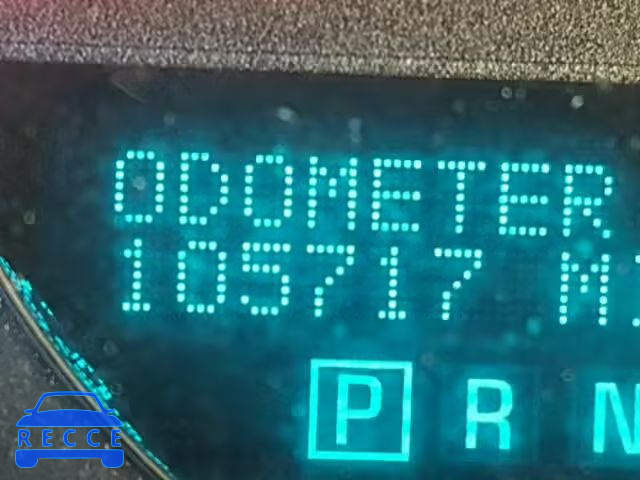 ODOMETER
105717 MI
P R N
RECCE